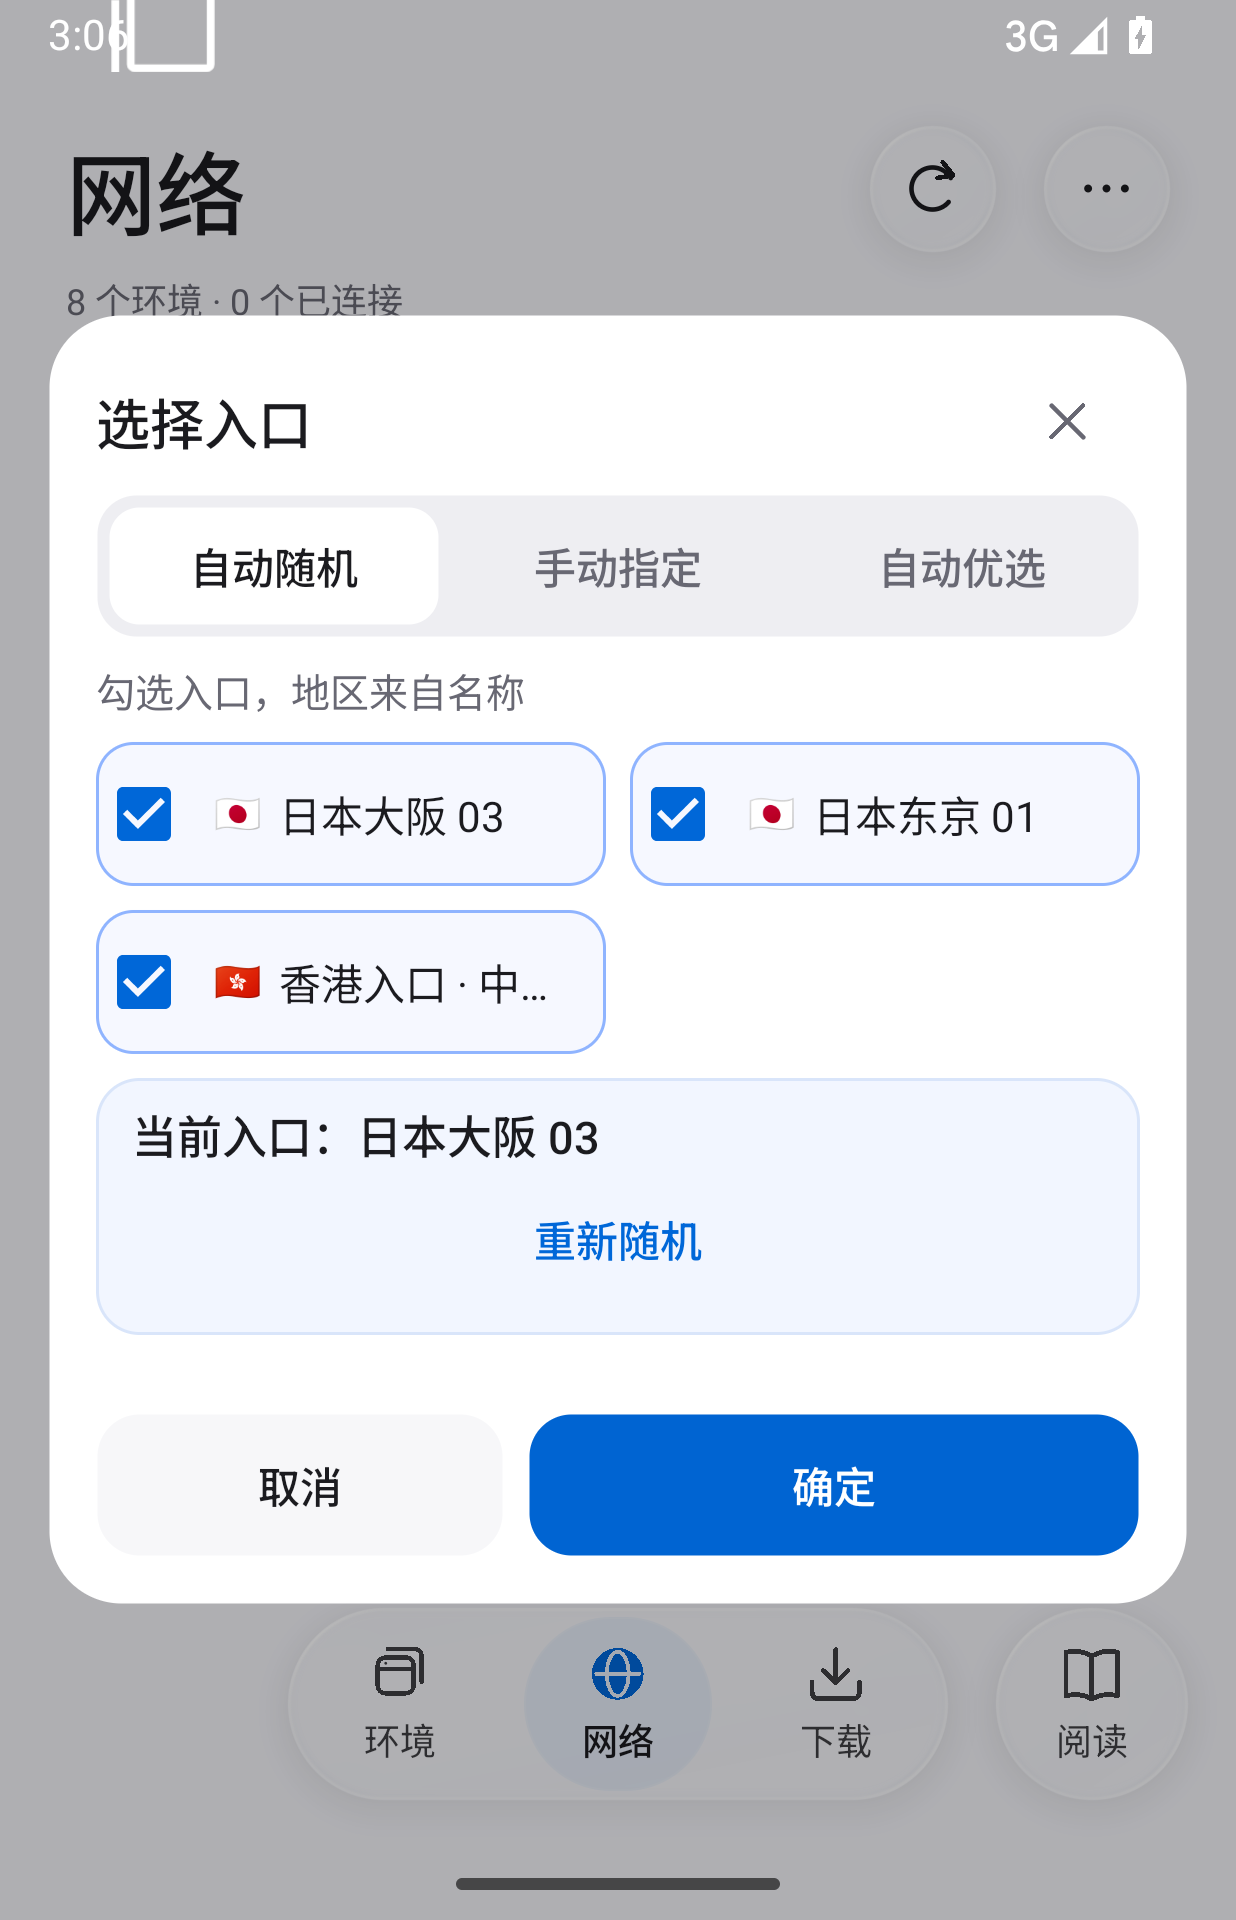 3:06
3G
网络
8 个环境 · 0 个已连接
选择入口
自动随机 手动指定 自动优选
勾选入口，地区来自名称
🇯🇵 日本大阪 03
🇯🇵 日本东京 01
🇭🇰 香港入口 · 中…
当前入口：日本大阪 03
重新随机
取消 确定
环境 网络 下载 阅读